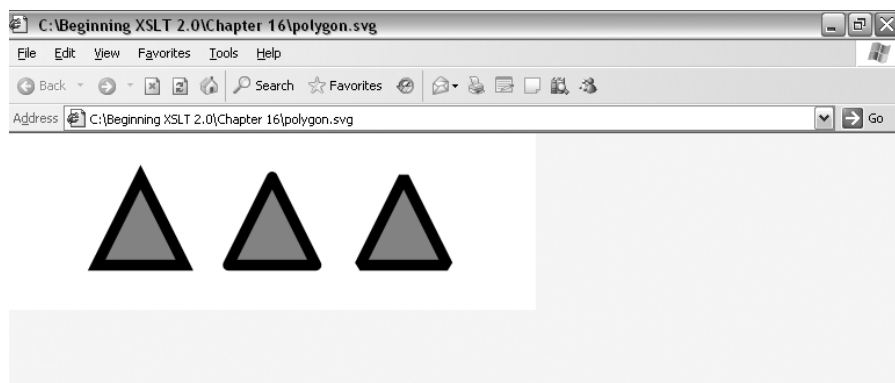 C:\Beginning XSLT 2.0\Chapter 16\polygon.svg
File Edit View Favorites Tools Help
Back Search Favorites
Address C:\Beginning XSLT 2.0\Chapter 16\polygon.svg Go